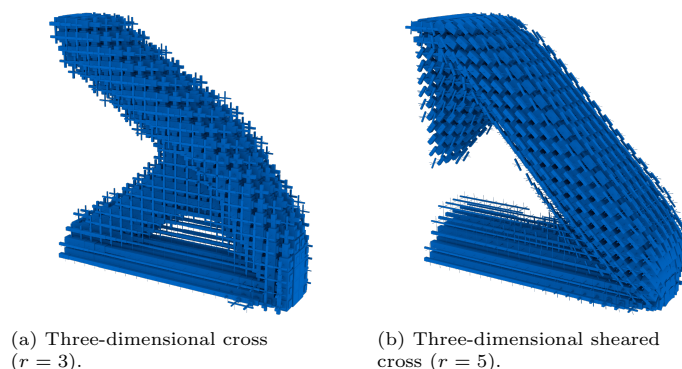 (a) Three-dimensional cross
(r = 3).
(b) Three-dimensional sheared
cross (r = 5).